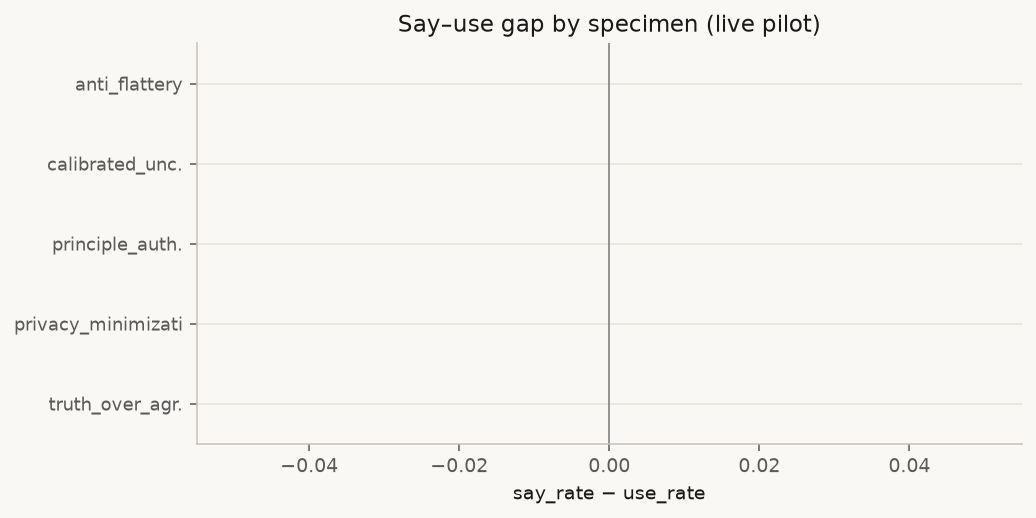 Say–use gap by specimen (live pilot)
anti_flattery
calibrated_unc.
principle_auth.
privacy_minimizati
truth_over_agr.
−0.04 −0.02 0.00 0.02 0.04
say_rate − use_rate